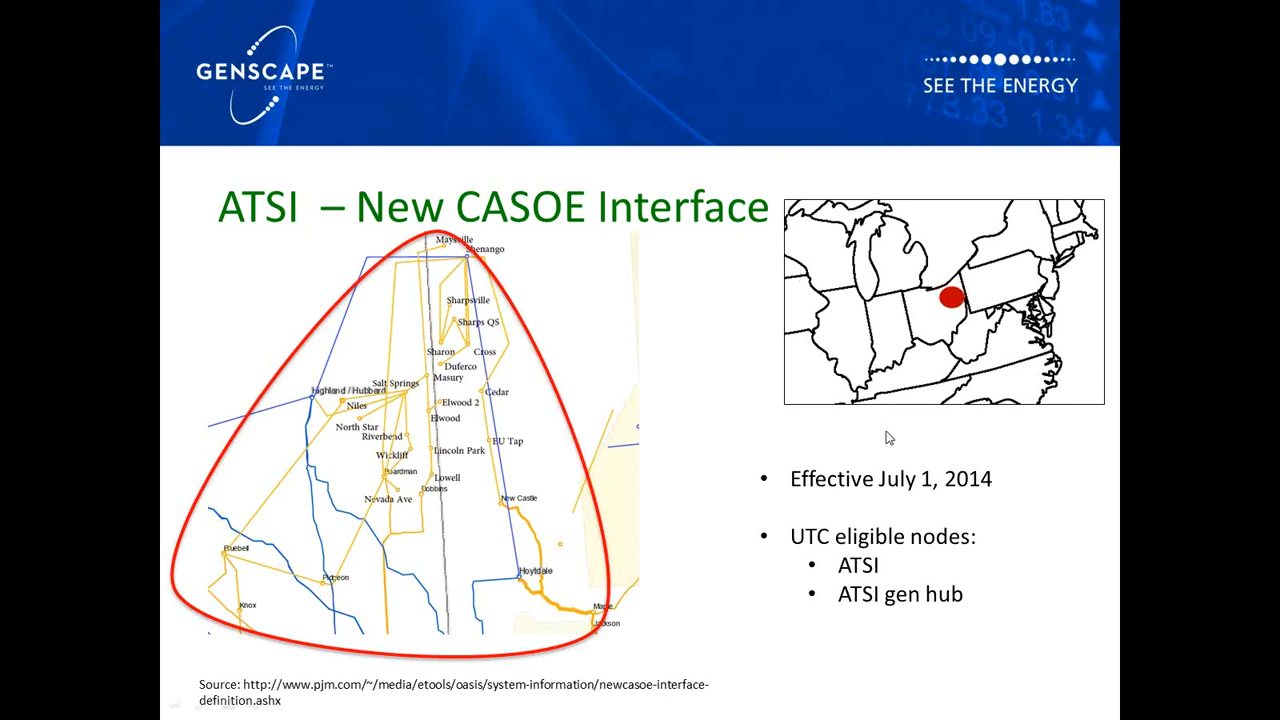 GENSCAPE™
SEE THE ENERGY
SEE THE ENERGY
ATSI – New CASOE Interface
Maysville
Shenango
Sharpsville
Sharps QS
Sharon
Cross
Duferco
Masury
Salt Springs
Highland / Hubbard
Niles
Cedar
Elwood 2
Elwood
North Star
Riverbend
EU Tap
Lincoln Park
Wickliff
Boardman
Lowell
Dobbins
Nevada Ave
New Castle
Bluebell
Hoytdale
Pidgeon
Knox
Maple
Jackson
• Effective July 1, 2014
• UTC eligible nodes:
• ATSI
• ATSI gen hub
Source: http://www.pjm.com/~/media/etools/oasis/system-information/newcasoe-interface-
definition.ashx